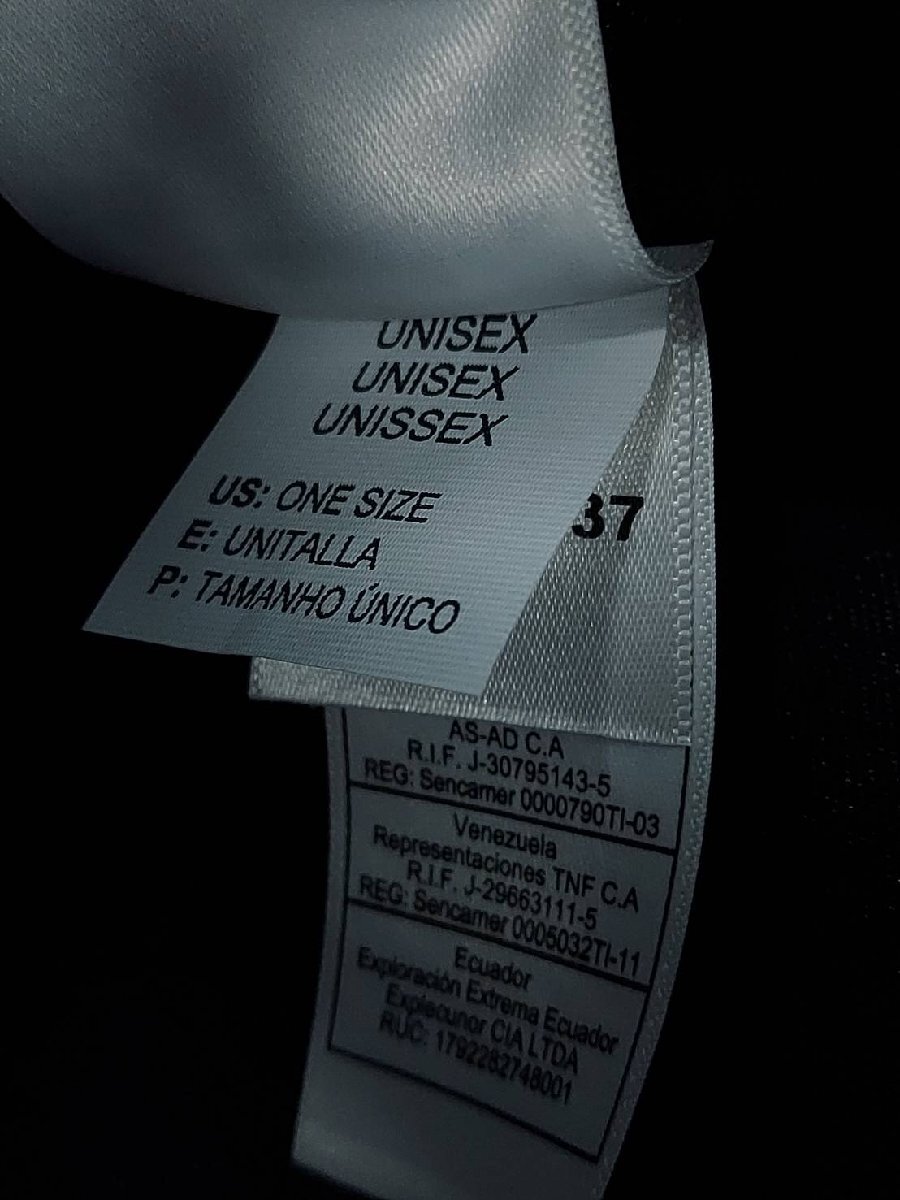 UNISEX
UNISEX
UNISSEX
US: ONE SIZE
E: UNITALLA
P: TAMANHO ÚNICO
37
AS-AD C.A
R.I.F. J-30795143-5
REG: Sencamer 0000790TI-03
Venezuela
Representaciones TNF C.A
R.I.F. J-29663111-5
REG: Sencamer 0005032TI-11
Ecuador
Exploración Extrema Ecuador
Explecunor CIA LTDA
RUC: 1792282748001